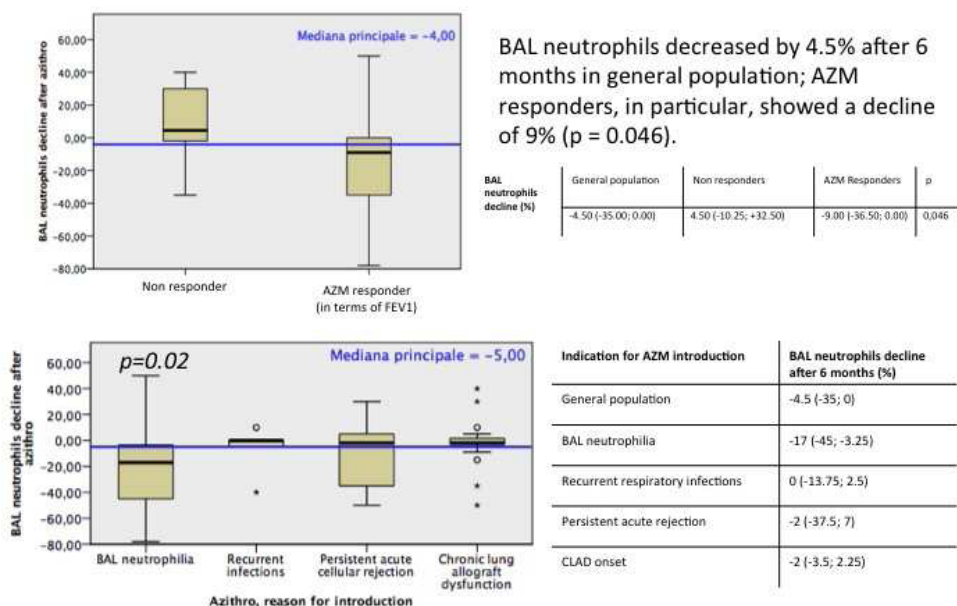 BAL neutrophils decline after azithro
60,00
40,00
20,00
0,00
-20,00
-40,00
-60,00
-80,00
Mediana principale = -4,00
Non responder
AZM responder
(in terms of FEV1)
BAL neutrophils decreased by 4.5% after 6
months in general population; AZM
responders, in particular, showed a decline
of 9% (p = 0.046).
BAL
neutrophils
decline (%)
General population
Non responders
AZM Responders
p
-4.50 (-35.00; 0.00)
4.50 (-10.25; +32.50)
-9.00 (-36.50; 0.00)
0,046
BAL neutrophils decline after
azithro
60,00
40,00
20,00
0,00
-20,00
-40,00
-60,00
-80,00
p=0.02
Mediana principale = -5,00
BAL neutrophilia
Recurrent
infections
Persistent acute
cellular rejection
Chronic lung
allograft
dysfunction
Azithro, reason for introduction
Indication for AZM introduction
BAL neutrophils decline
after 6 months (%)
General population
-4.5 (-35; 0)
BAL neutrophilia
-17 (-45; -3.25)
Recurrent respiratory infections
0 (-13.75; 2.5)
Persistent acute rejection
-2 (-37.5; 7)
CLAD onset
-2 (-3.5; 2.25)